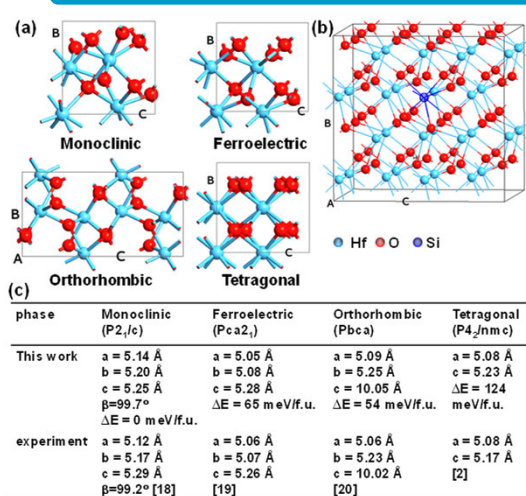 (a)
(b)
B
C
Monoclinic
B
C
Ferroelectric
B
A
C
Orthorhombic
B
C
Tetragonal
B
A
C
Hf O Si
(c)
phase Monoclinic Ferroelectric Orthorhombic Tetragonal
(P2₁/c) (Pca2₁) (Pbca) (P4₂/nmc)
This work a = 5.14 Å a = 5.05 Å a = 5.09 Å a = 5.08 Å
b = 5.20 Å b = 5.08 Å b = 5.25 Å c = 5.23 Å
c = 5.25 Å c = 5.28 Å c = 10.05 Å ΔE = 124
β=99.7º ΔE = 65 meV/f.u. ΔE = 54 meV/f.u. meV/f.u.
ΔE = 0 meV/f.u.
experiment a = 5.12 Å a = 5.06 Å a = 5.06 Å a = 5.08 Å
b = 5.17 Å b = 5.07 Å b = 5.23 Å c = 5.17 Å
c = 5.29 Å c = 5.26 Å c = 10.02 Å [2]
β=99.2º [18] [19] [20]